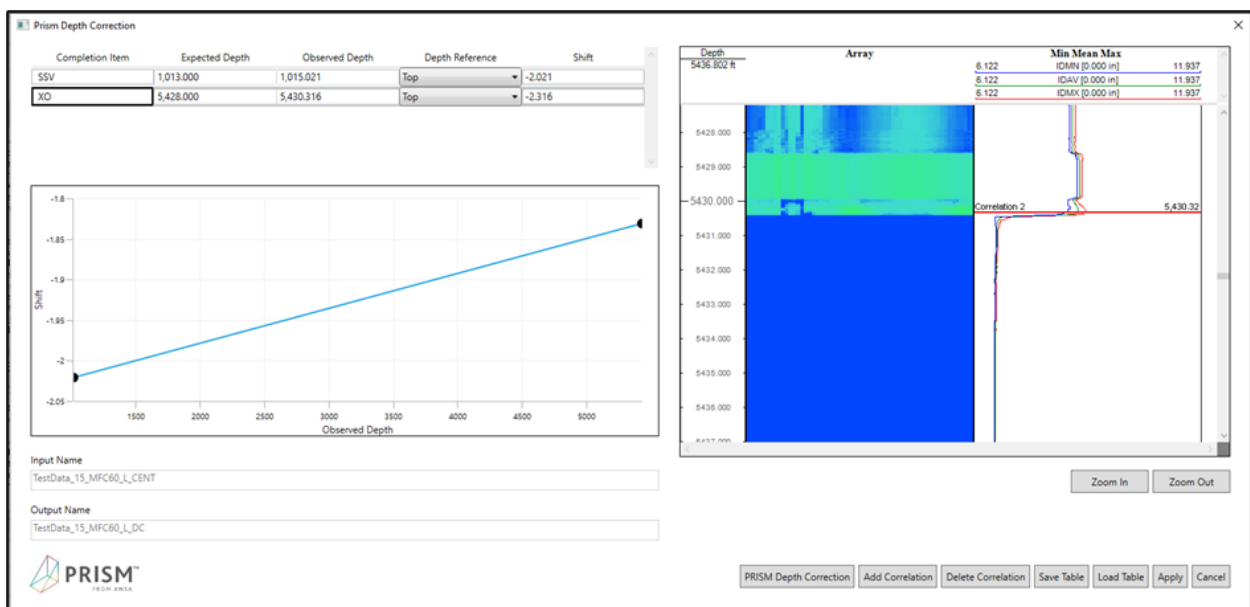 Prism Depth Correction
Completion Item Expected Depth Observed Depth Depth Reference Shift
SSV 1,013.000 1,015.021 Top -2.021
XO 5,428.000 5,430.316 Top -2.316
-1.8
-1.85
-1.9
-1.95
-2
-2.05
Shift
1500 2000 2500 3000 3500 4000 4500 5000
Observed Depth
Input Name
TestData_15_MFC60_L_CENT
Output Name
TestData_15_MFC60_L_DC
PRISM™
FROM ANSA
Depth Array Min Mean Max
5436.802 ft 6.122 IDMN [0.000 in] 11.937
6.122 IDAV [0.000 in] 11.937
6.122 IDMX [0.000 in] 11.937
5428.000
5429.000
5430.000
Correlation 2 5,430.32
5431.000
5432.000
5433.000
5434.000
5435.000
5436.000
5437.000
Zoom In Zoom Out
PRISM Depth Correction Add Correlation Delete Correlation Save Table Load Table Apply Cancel